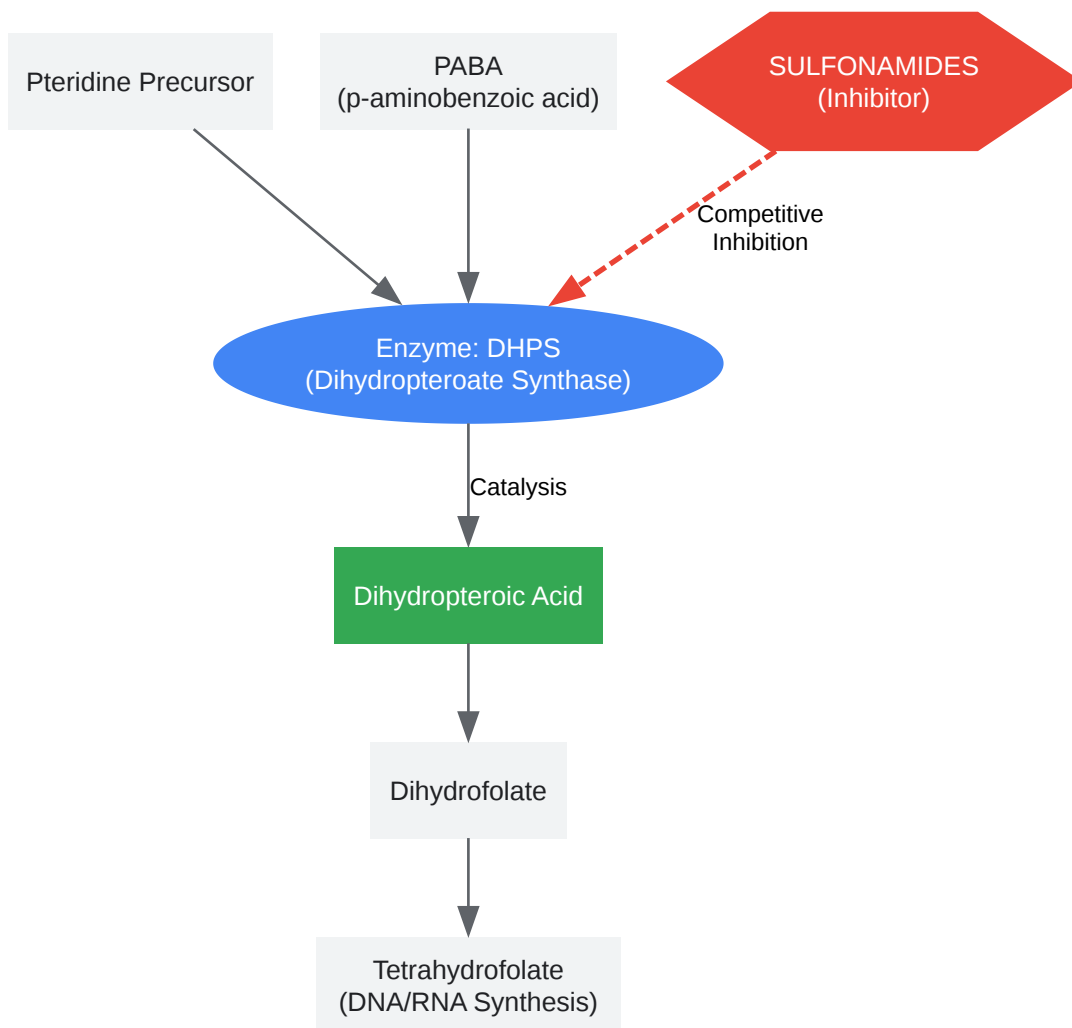 Pteridine Precursor
PABA
(p-aminobenzoic acid)
SULFONAMIDES
(Inhibitor)
Competitive
Inhibition
Enzyme: DHPS
(Dihydropteroate Synthase)
Catalysis
Dihydropteroic Acid
Dihydrofolate
Tetrahydrofolate
(DNA/RNA Synthesis)